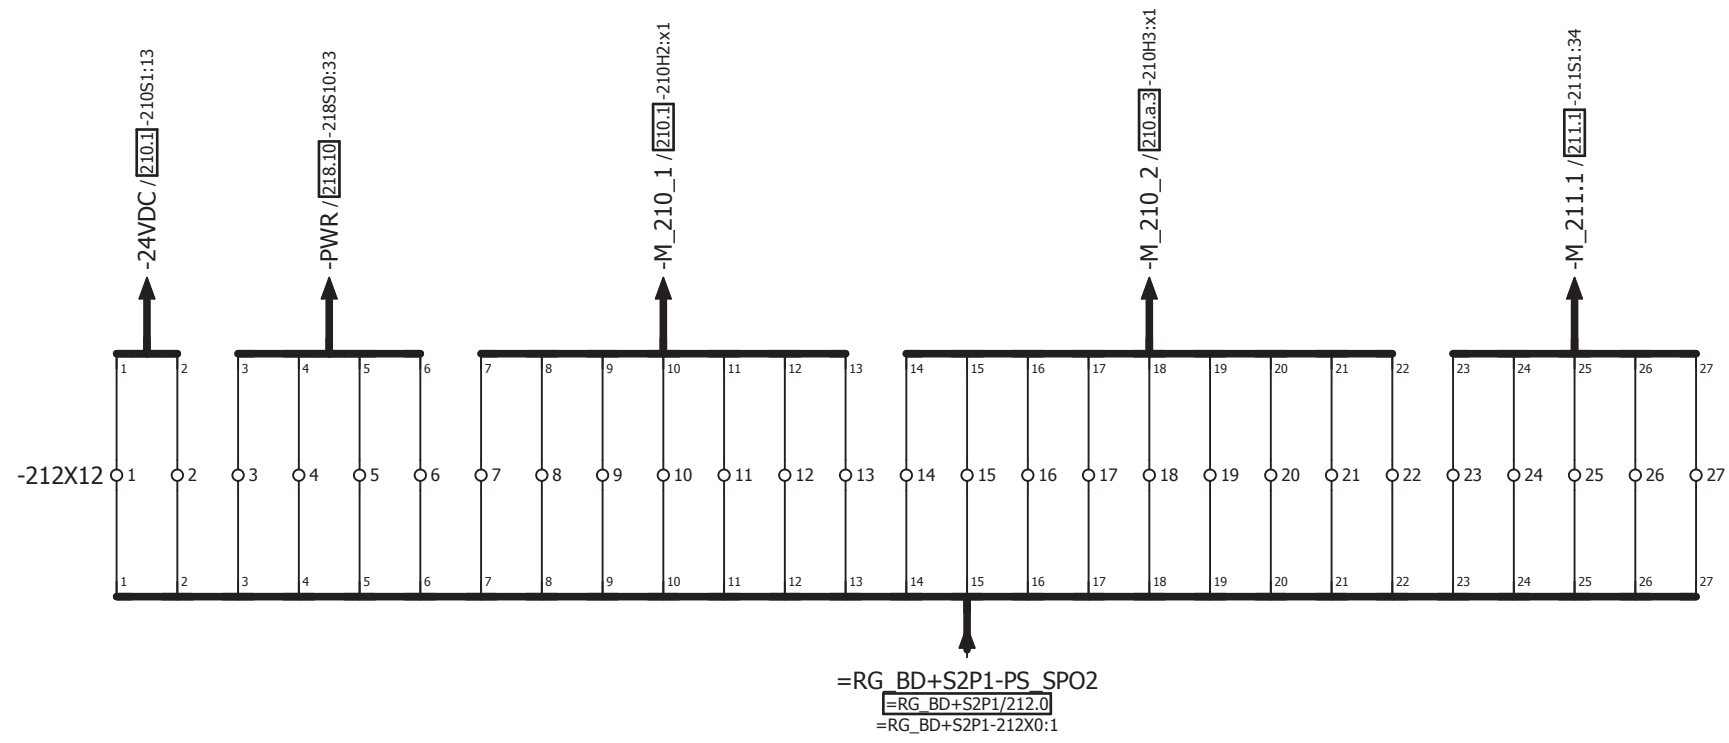 -24VDC / 210.1 -210S1:13
-PWR / 218.10 -218S10:33
-M_210_1 / 210.1 -210H2:x1
-M_210_2 / 210.a.3 -210H3:x1
-M_211.1 / 211.1 -211S1:34
1 2 3 4 5 6 7 8 9 10 11 12 13 14 15 16 17 18 19 20 21 22 23 24 25 26 27
-212X12 1 2 3 4 5 6 7 8 9 10 11 12 13 14 15 16 17 18 19 20 21 22 23 24 25 26 27
1 2 3 4 5 6 7 8 9 10 11 12 13 14 15 16 17 18 19 20 21 22 23 24 25 26 27
=RG_BD+S2P1-PS_SPO2
=RG_BD+S2P1/212.0
=RG_BD+S2P1-212X0:1